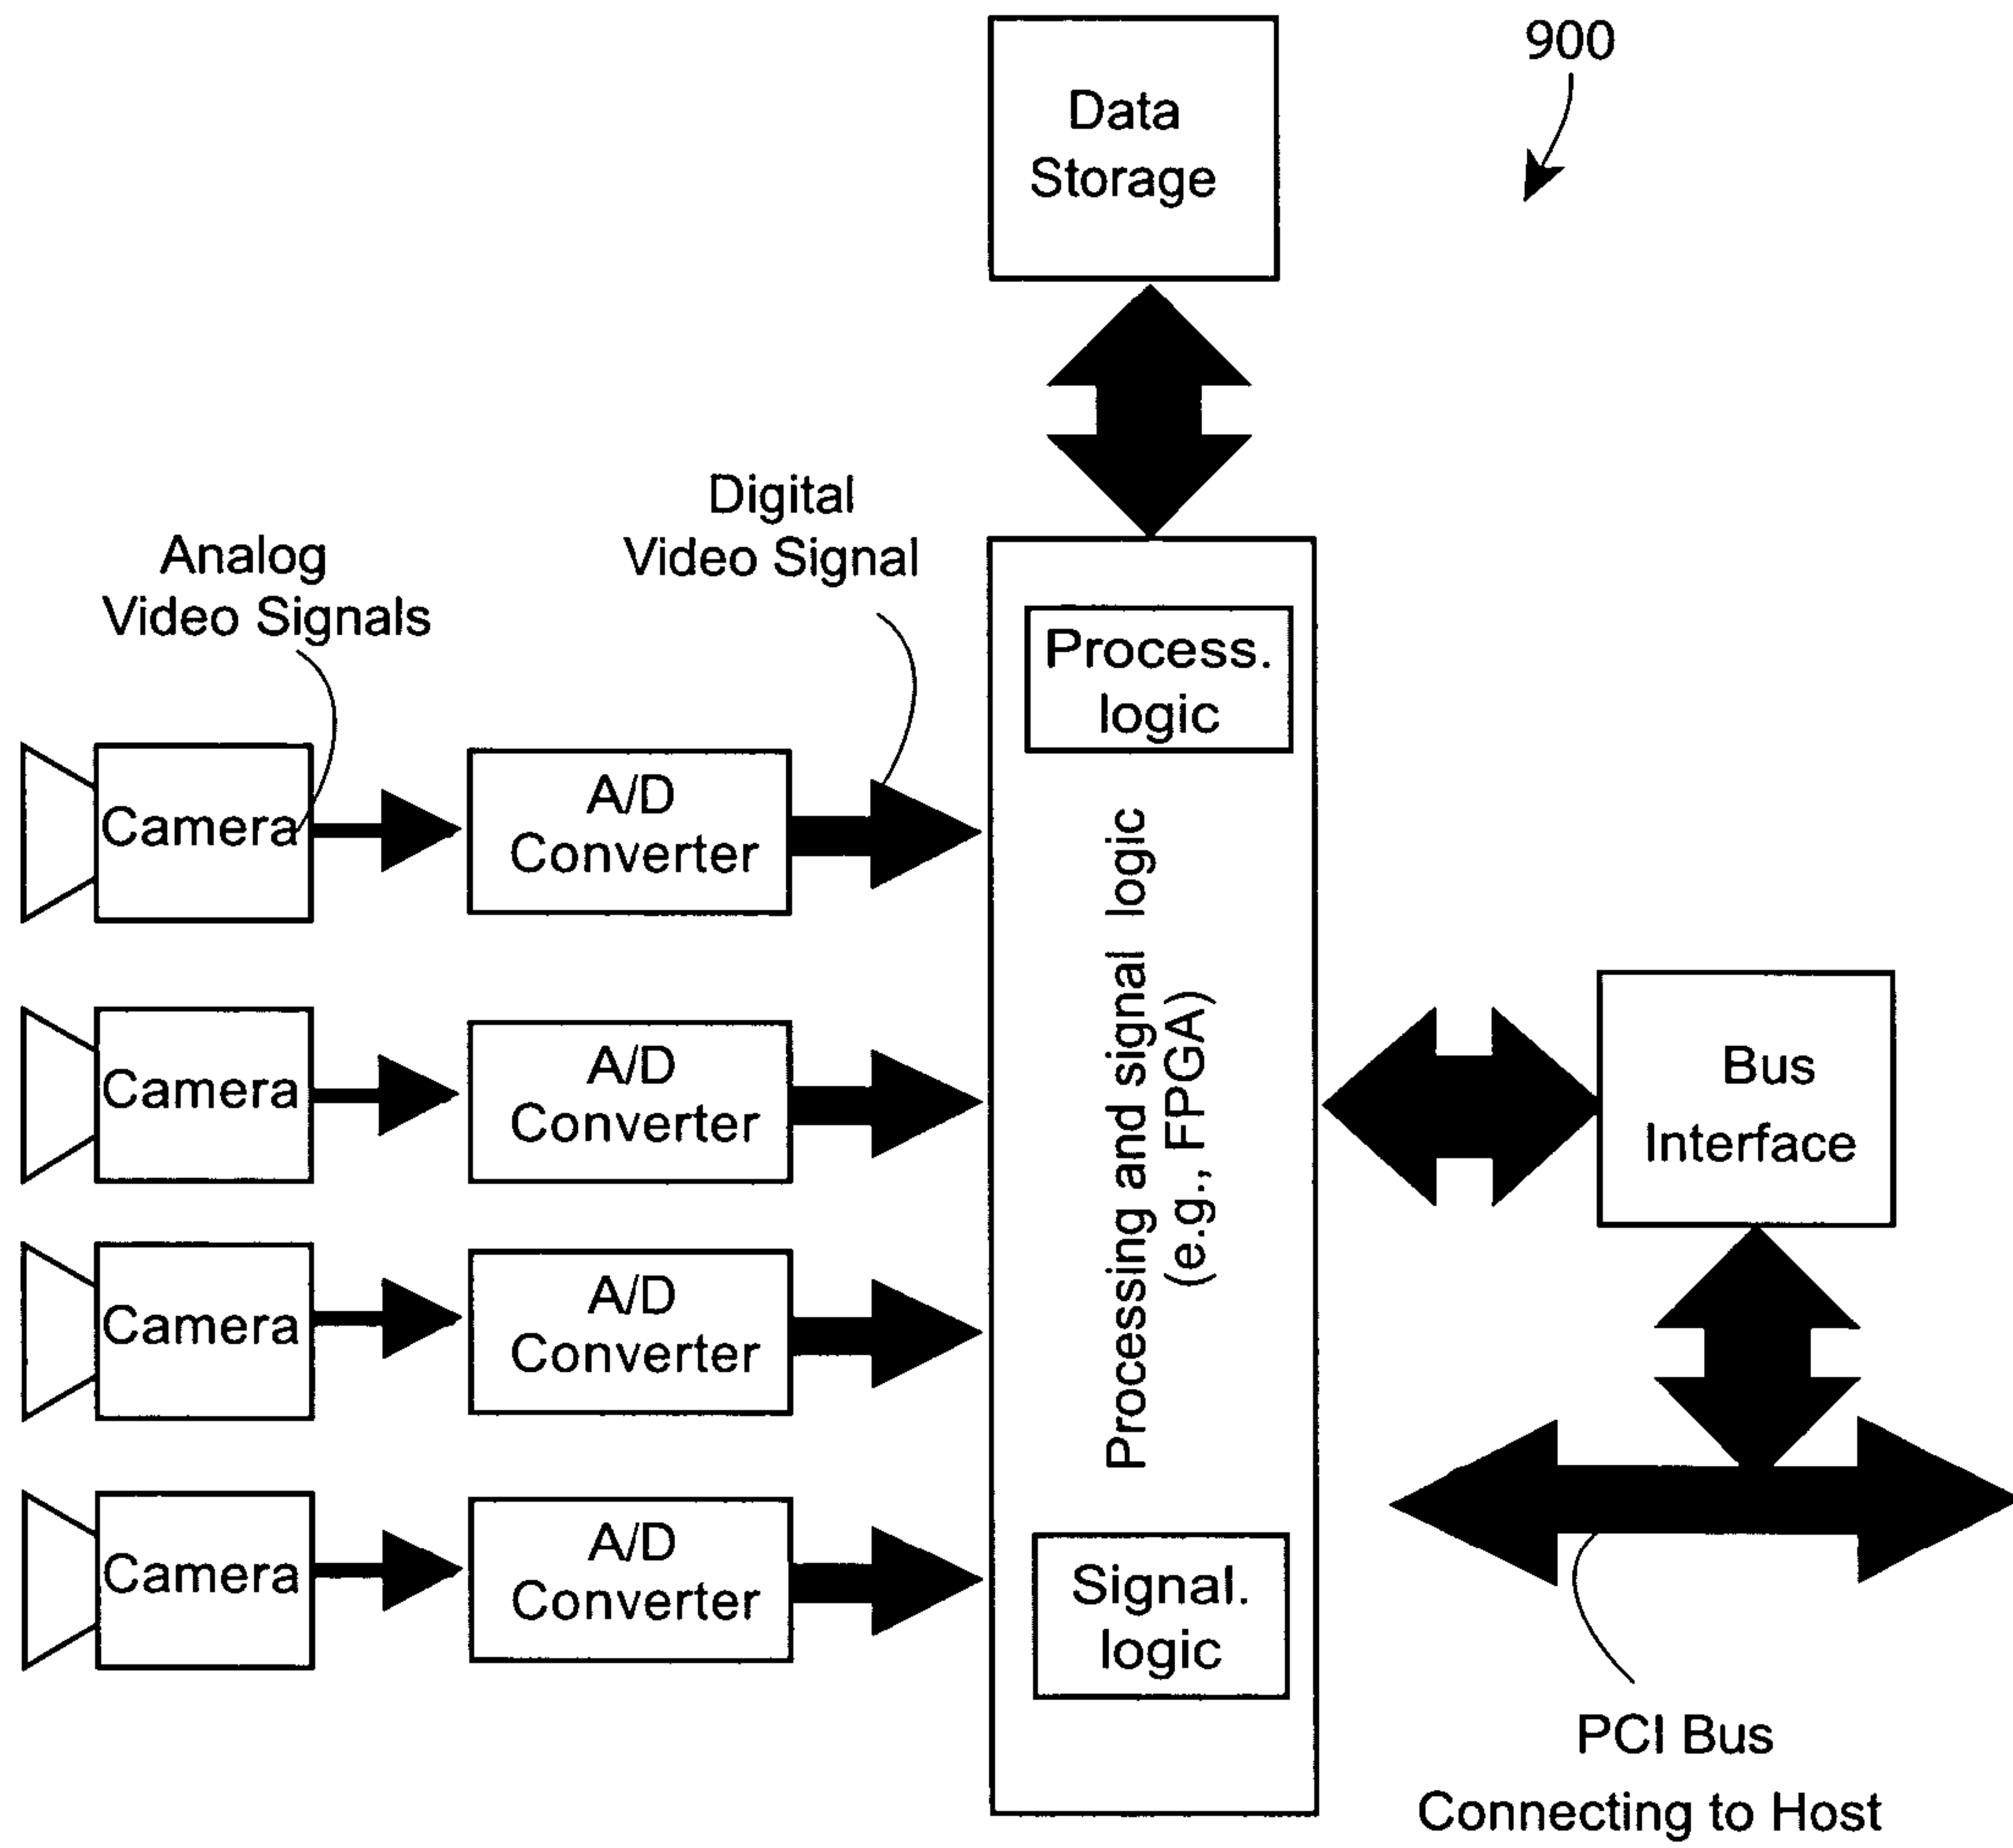 900
Data
Storage
Digital
Video Signal
Analog
Video Signals
Process.
logic
Camera
A/D
Converter
Camera
A/D
Converter
Camera
A/D
Converter
Camera
A/D
Converter
Processing and signal logic
(e.g., FPGA)
Bus
Interface
Signal.
logic
PCI Bus
Connecting to Host